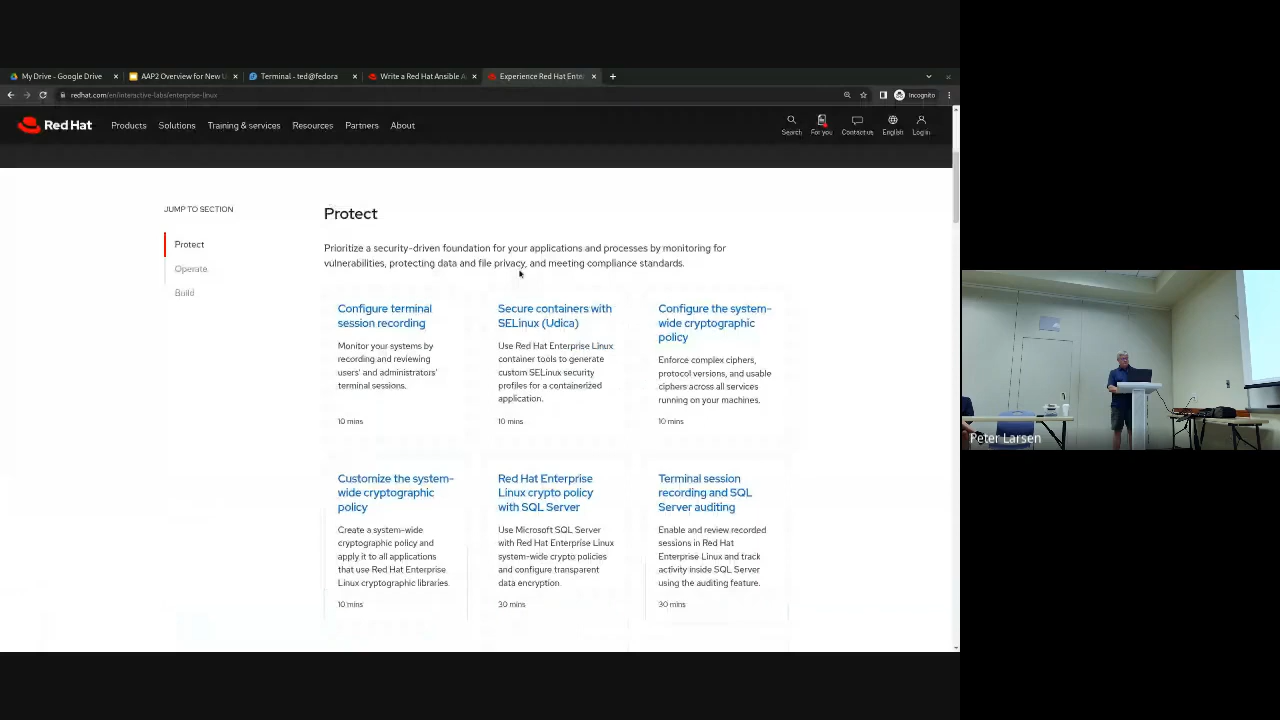 My Drive - Google Drive
AAP2 Overview for New U
Terminal - ted@fedora
Write a Red Hat Ansible A
Experience Red Hat Ente
redhat.com/en/interactive-labs/enterprise-linux
Incognito
Red Hat
Products
Solutions
Training & services
Resources
Partners
About
Search
For you
Contact us
English
Log in
JUMP TO SECTION
Protect
Operate
Build
Protect
Prioritize a security-driven foundation for your applications and processes by monitoring for
vulnerabilities, protecting data and file privacy, and meeting compliance standards.
Configure terminal
session recording
Monitor your systems by
recording and reviewing
users' and administrators'
terminal sessions.
10 mins
Secure containers with
SELinux (Udica)
Use Red Hat Enterprise Linux
container tools to generate
custom SELinux security
profiles for a containerized
application.
10 mins
Configure the system-
wide cryptographic
policy
Enforce complex ciphers,
protocol versions, and usable
ciphers across all services
running on your machines.
10 mins
Customize the system-
wide cryptographic
policy
Create a system-wide
cryptographic policy and
apply it to all applications
that use Red Hat Enterprise
Linux cryptographic libraries.
10 mins
Red Hat Enterprise
Linux crypto policy
with SQL Server
Use Microsoft SQL Server
with Red Hat Enterprise Linux
system-wide crypto policies
and configure transparent
data encryption.
30 mins
Terminal session
recording and SQL
Server auditing
Enable and review recorded
sessions in Red Hat
Enterprise Linux and track
activity inside SQL Server
using the auditing feature.
30 mins
Peter Larsen